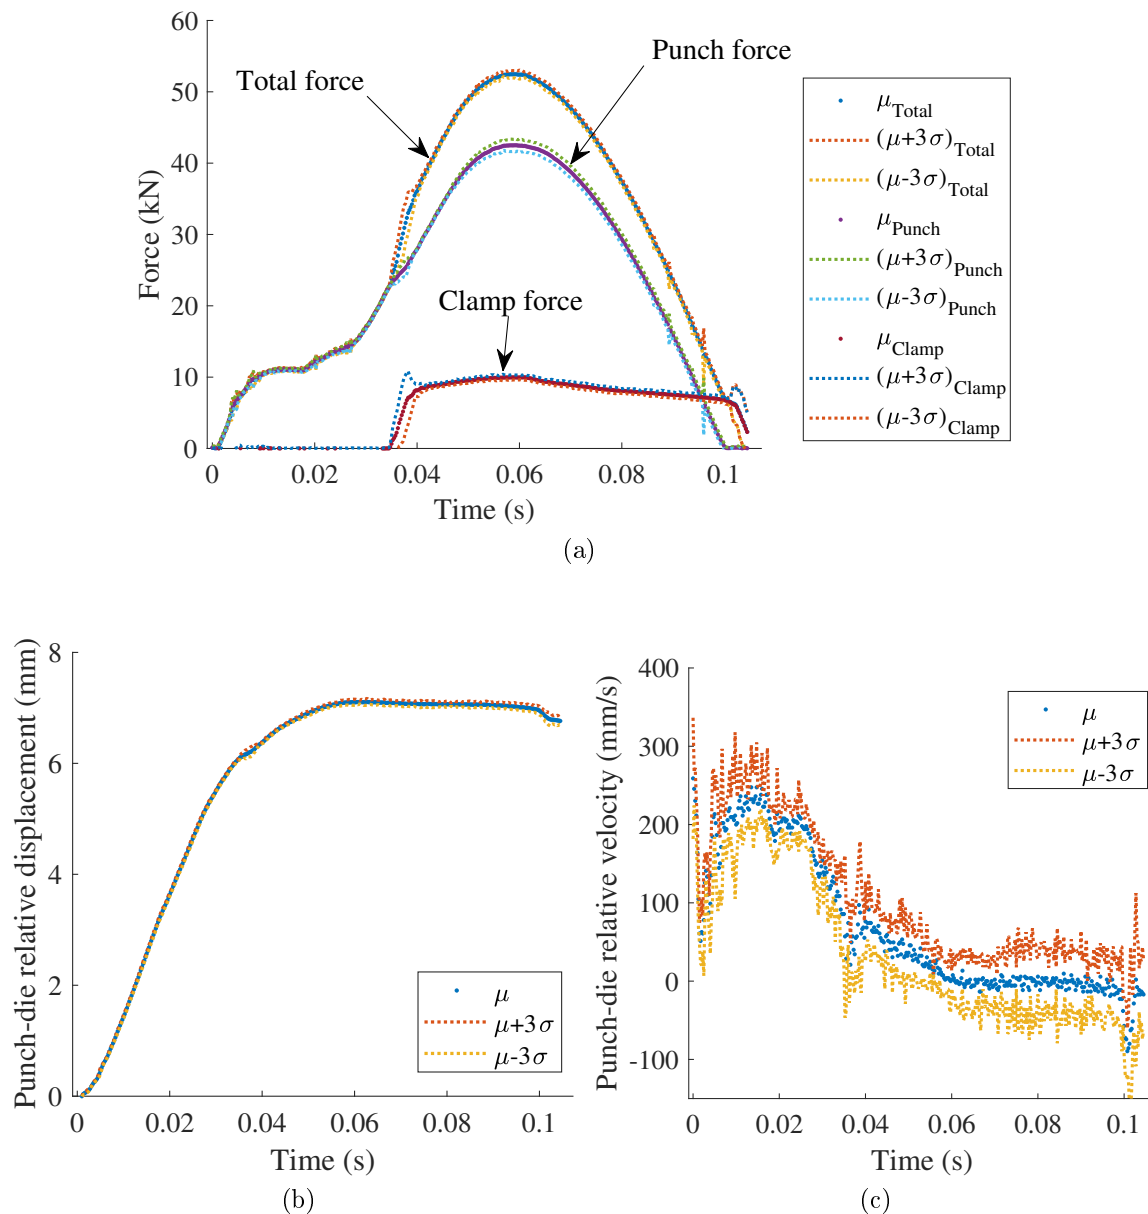 60
50
40
30
20
10
0
Force (kN)
Total force
Punch force
Clamp force
0
0.02
0.04
0.06
0.08
0.1
Time (s)
μTotal
(μ+3σ)Total
(μ-3σ)Total
μPunch
(μ+3σ)Punch
(μ-3σ)Punch
μClamp
(μ+3σ)Clamp
(μ-3σ)Clamp
(a)
8
6
4
2
0
Punch-die relative displacement (mm)
μ
μ+3σ
μ-3σ
0
0.02
0.04
0.06
0.08
0.1
Time (s)
(b)
400
300
200
100
0
-100
Punch-die relative velocity (mm/s)
μ
μ+3σ
μ-3σ
0
0.02
0.04
0.06
0.08
0.1
Time (s)
(c)